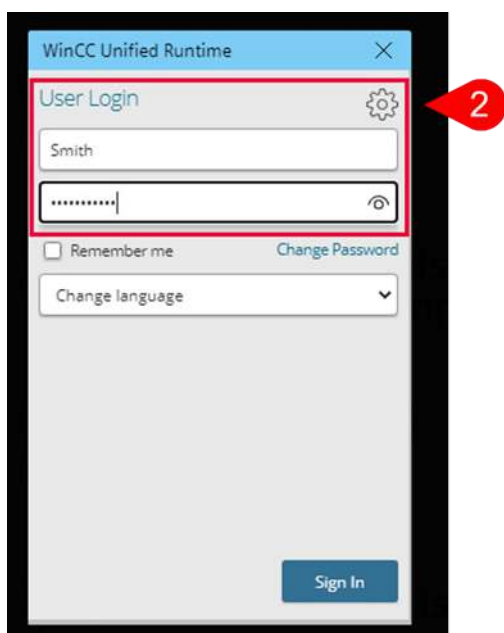 WinCC Unified Runtime
User Login
2
Smith
•••••••••••
Remember me Change Password
Change language
Sign In